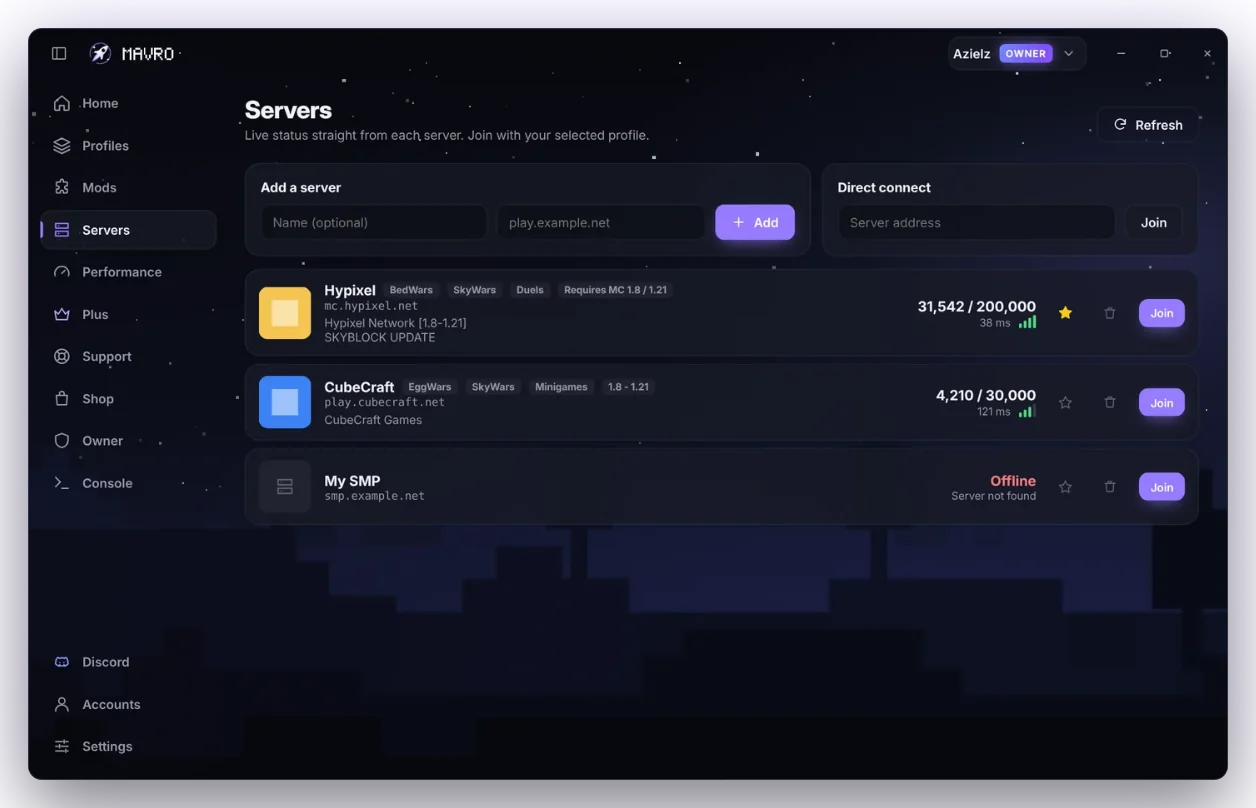 MAVRO
Azielz OWNER
Home
Profiles
Mods
Servers
Performance
Plus
Support
Shop
Owner
Console
Discord
Accounts
Settings
Servers
Live status straight from each server. Join with your selected profile.
Refresh
Add a server
Name (optional)
play.example.net
Add
Direct connect
Server address
Join
Hypixel BedWars SkyWars Duels Requires MC 1.8 / 1.21
mc.hypixel.net
Hypixel Network [1.8-1.21]
SKYBLOCK UPDATE
31,542 / 200,000
38 ms
Join
CubeCraft EggWars SkyWars Minigames 1.8 - 1.21
play.cubecraft.net
CubeCraft Games
4,210 / 30,000
121 ms
Join
My SMP
smp.example.net
Offline
Server not found
Join